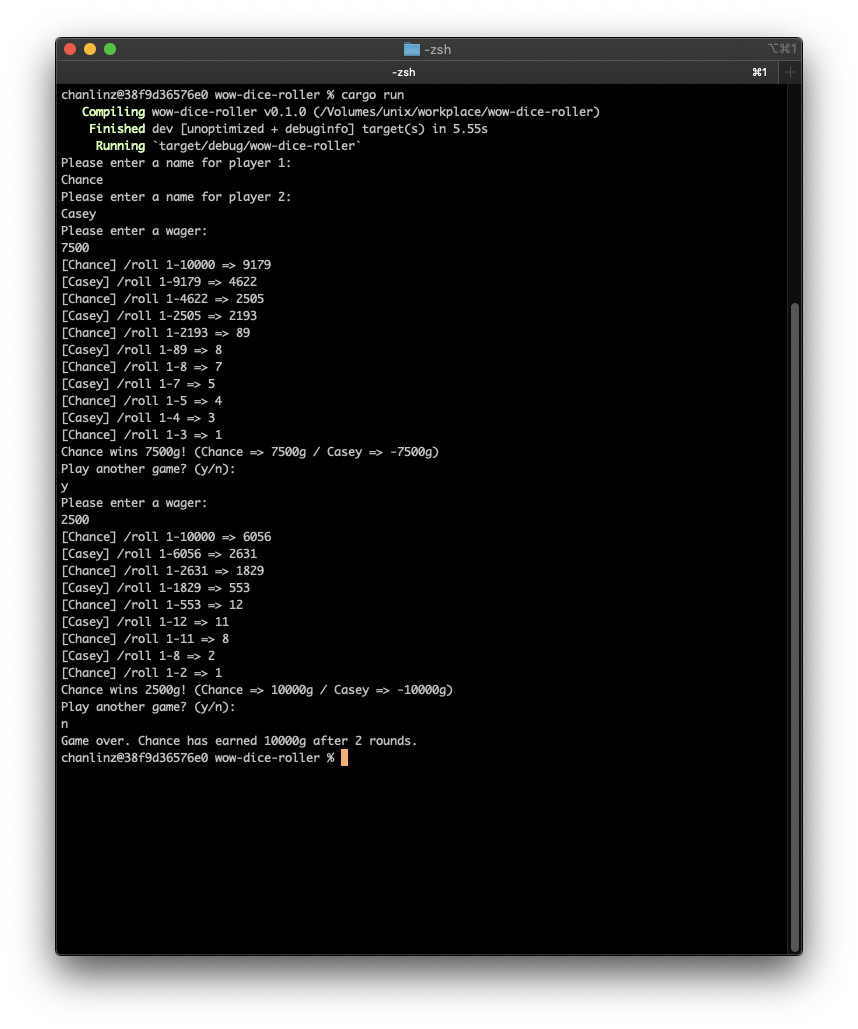 -zsh
⌥⌘1
-zsh
⌘1
chanlinz@38f9d36576e0 wow-dice-roller % cargo run
   Compiling wow-dice-roller v0.1.0 (/Volumes/unix/workplace/wow-dice-roller)
    Finished dev [unoptimized + debuginfo] target(s) in 5.55s
     Running `target/debug/wow-dice-roller`
Please enter a name for player 1:
Chance
Please enter a name for player 2:
Casey
Please enter a wager:
7500
[Chance] /roll 1-10000 => 9179
[Casey] /roll 1-9179 => 4622
[Chance] /roll 1-4622 => 2505
[Casey] /roll 1-2505 => 2193
[Chance] /roll 1-2193 => 89
[Casey] /roll 1-89 => 8
[Chance] /roll 1-8 => 7
[Casey] /roll 1-7 => 5
[Chance] /roll 1-5 => 4
[Casey] /roll 1-4 => 3
[Chance] /roll 1-3 => 1
Chance wins 7500g! (Chance => 7500g / Casey => -7500g)
Play another game? (y/n):
y
Please enter a wager:
2500
[Chance] /roll 1-10000 => 6056
[Casey] /roll 1-6056 => 2631
[Chance] /roll 1-2631 => 1829
[Casey] /roll 1-1829 => 553
[Chance] /roll 1-553 => 12
[Casey] /roll 1-12 => 11
[Chance] /roll 1-11 => 8
[Casey] /roll 1-8 => 2
[Chance] /roll 1-2 => 1
Chance wins 2500g! (Chance => 10000g / Casey => -10000g)
Play another game? (y/n):
n
Game over. Chance has earned 10000g after 2 rounds.
chanlinz@38f9d36576e0 wow-dice-roller %